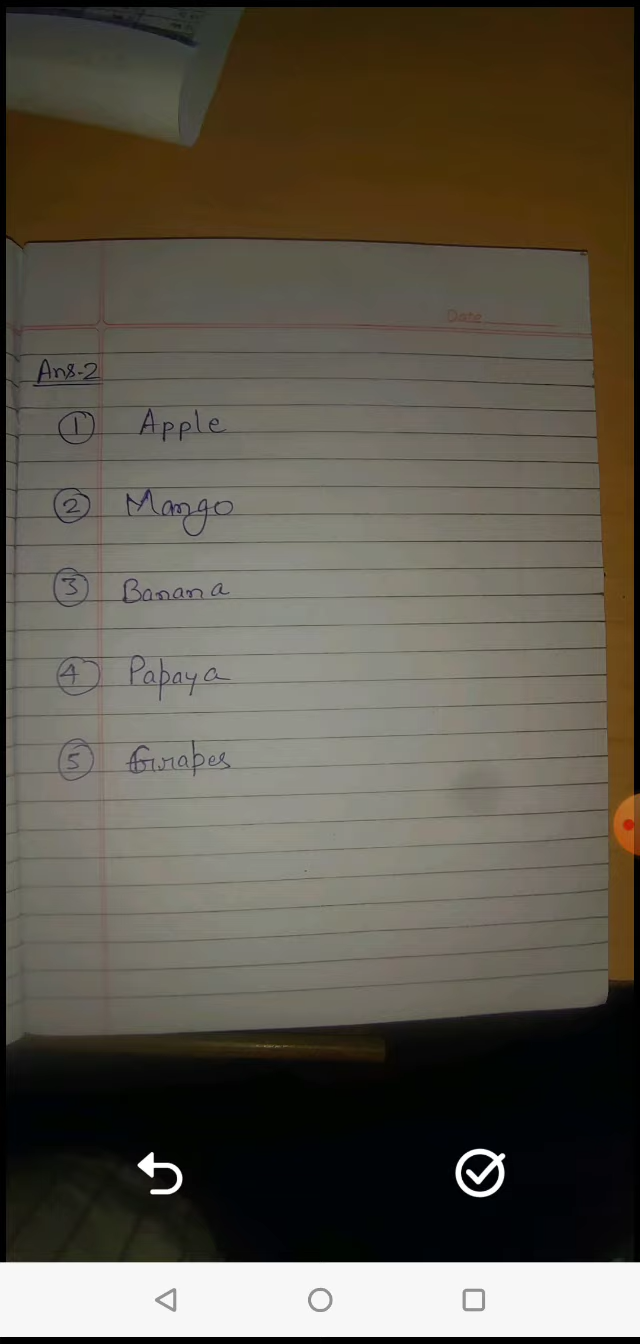 Date
Ans.2
① Apple
② Mango
③ Banana
④ Papaya
⑤ Grapes